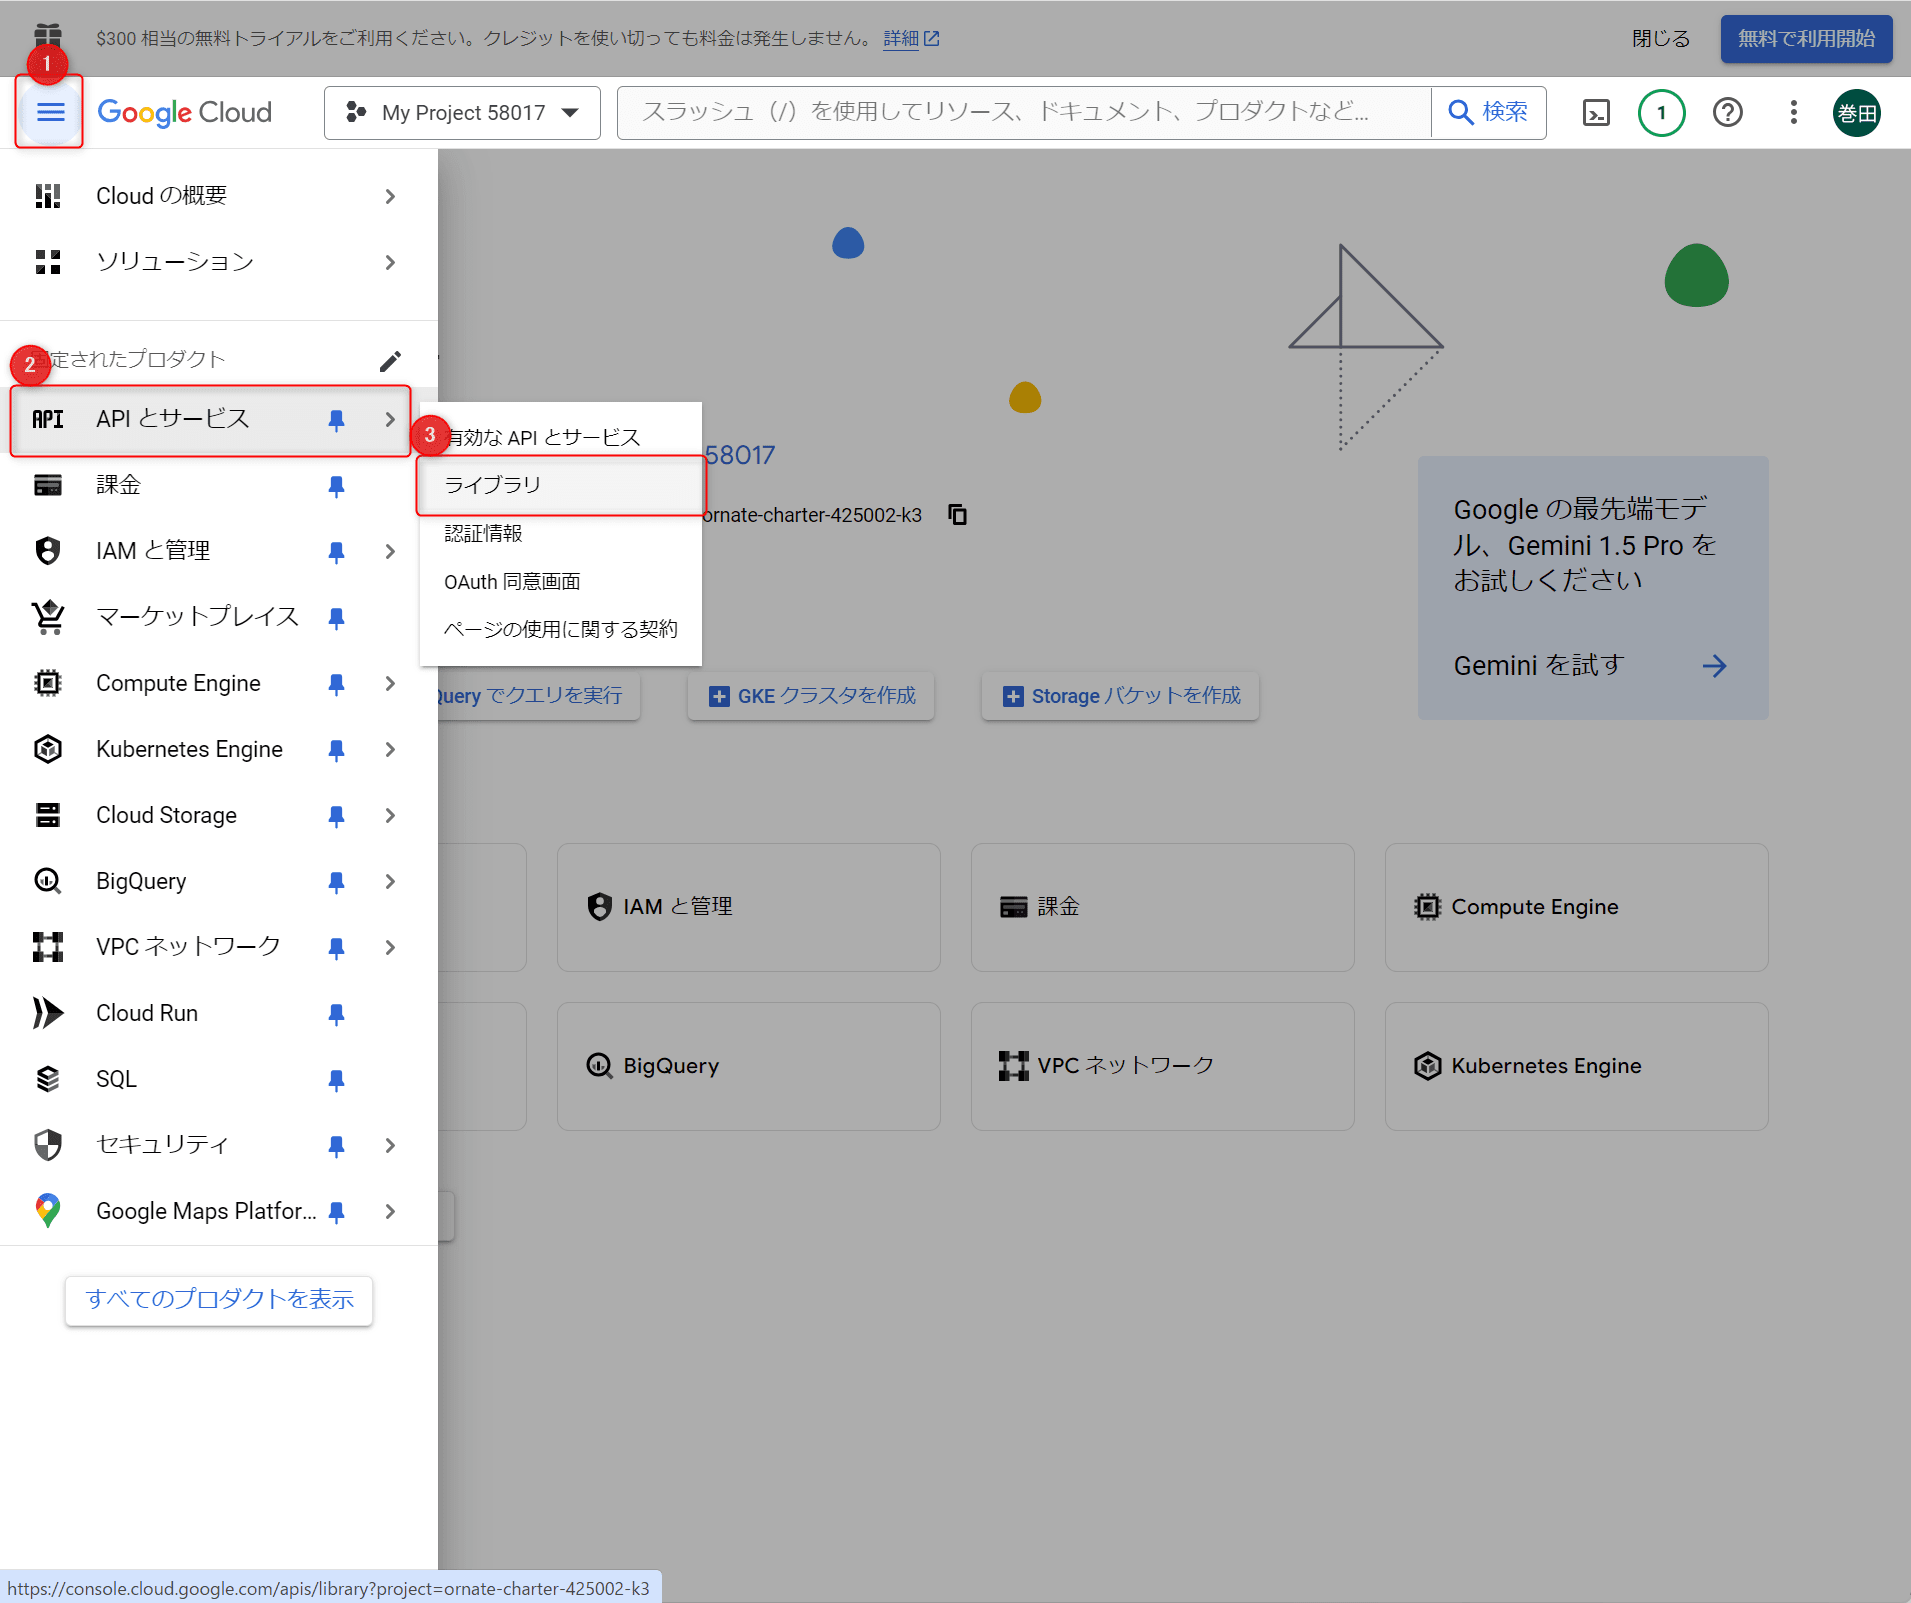 $300 相当の無料トライアルをご利用ください。クレジットを使い切っても料金は発生しません。 詳細
閉じる
無料で利用開始
1
Google Cloud
My Project 58017
スラッシュ（/）を使用してリソース、ドキュメント、プロダクトなど...
検索
1
巻田
Cloud の概要
ソリューション
2
定されたプロダクト
API API とサービス
課金
IAM と管理
マーケットプレイス
Compute Engine
Kubernetes Engine
Cloud Storage
BigQuery
VPC ネットワーク
Cloud Run
SQL
セキュリティ
Google Maps Platfor...
すべてのプロダクトを表示
3
有効な API とサービス
ライブラリ
認証情報
OAuth 同意画面
ページの使用に関する契約
58017
ornate-charter-425002-k3
Google の最先端モデ
ル、Gemini 1.5 Pro を
お試しください
Gemini を試す
Query でクエリを実行
GKE クラスタを作成
Storage バケットを作成
IAM と管理
課金
Compute Engine
BigQuery
VPC ネットワーク
Kubernetes Engine
https://console.cloud.google.com/apis/library?project=ornate-charter-425002-k3